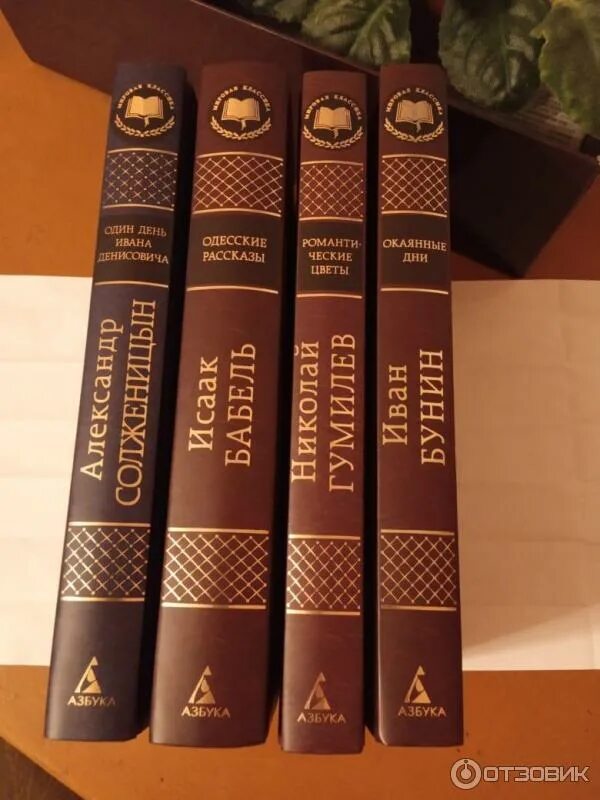 МИРОВАЯ КЛАССИКА
ОДИН ДЕНЬ
ИВАНА
ДЕНИСОВИЧА
Александр
СОЛЖЕНИЦЫН
АЗБУКА
МИРОВАЯ КЛАССИКА
ОДЕССКИЕ
РАССКАЗЫ
Исаак
БАБЕЛЬ
АЗБУКА
МИРОВАЯ КЛАССИКА
РОМАНТИ-
ЧЕСКИЕ
ЦВЕТЫ
Николай
ГУМИЛЕВ
АЗБУКА
МИРОВАЯ КЛАССИКА
ОКАЯННЫЕ
ДНИ
Иван
БУНИН
АЗБУКА
ОТЗОВИК